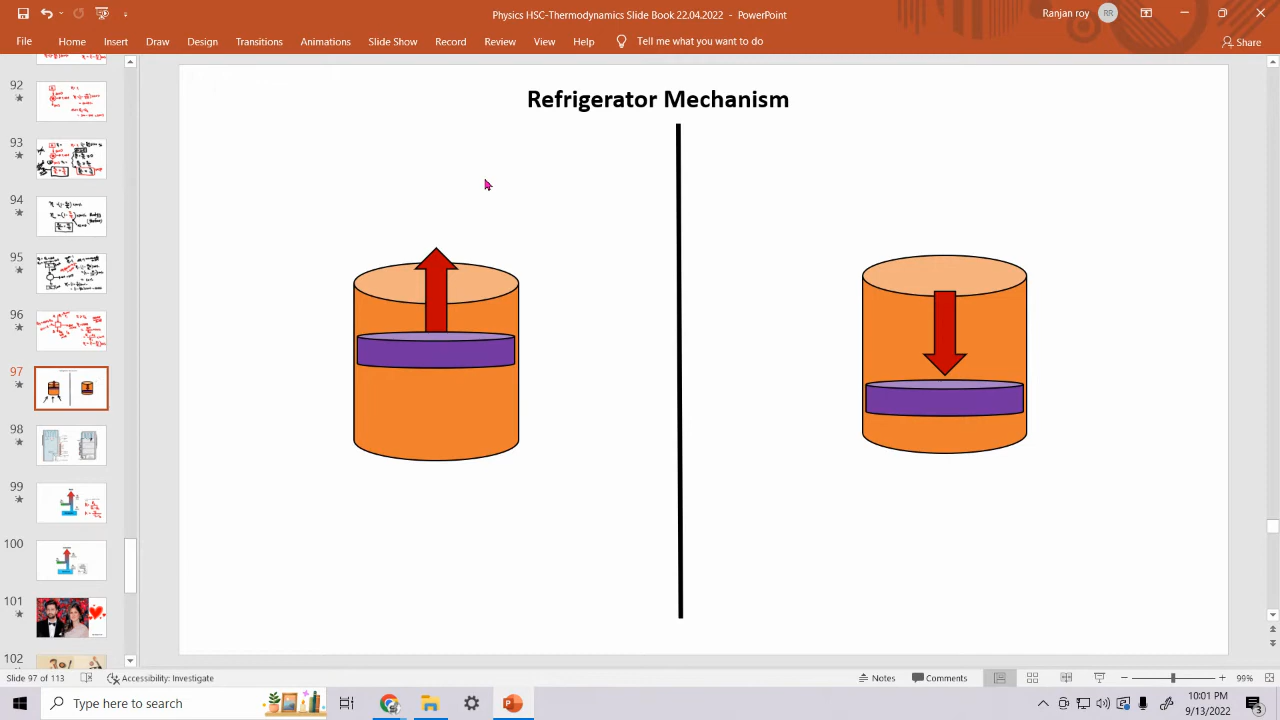 Physics HSC-Thermodynamics Slide Book 22.04.2022 - PowerPoint
Ranjan roy
RR
File Home Insert Draw Design Transitions Animations Slide Show Record Review View Help Tell me what you want to do
Share
Refrigerator Mechanism
92
93
94
95
96
97
98
99
100
101
102
Slide 97 of 113
Accessibility: Investigate
Notes
Comments
99%
Type here to search
10:01 PM
9/13/2022
3